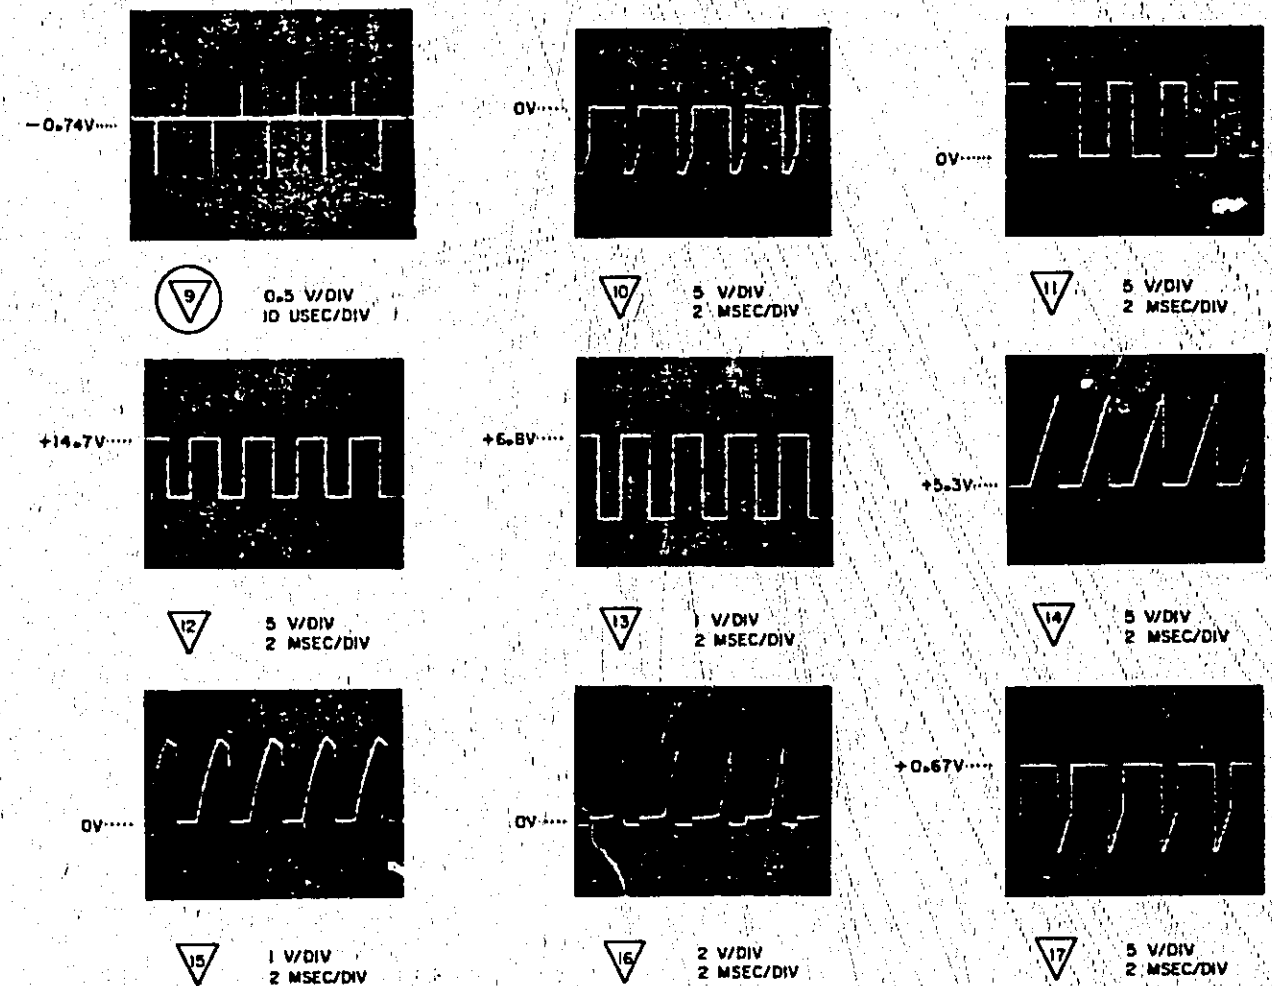 -0.74V
0V
0V
9
0.5 V/DIV
10 USEC/DIV
10
5 V/DIV
2 MSEC/DIV
11
5 V/DIV
2 MSEC/DIV
+14.7V
+6.8V
+5.3V
12
5 V/DIV
2 MSEC/DIV
13
1 V/DIV
2 MSEC/DIV
14
5 V/DIV
2 MSEC/DIV
0V
0V
+0.67V
15
1 V/DIV
2 MSEC/DIV
16
2 V/DIV
2 MSEC/DIV
17
5 V/DIV
2 MSEC/DIV